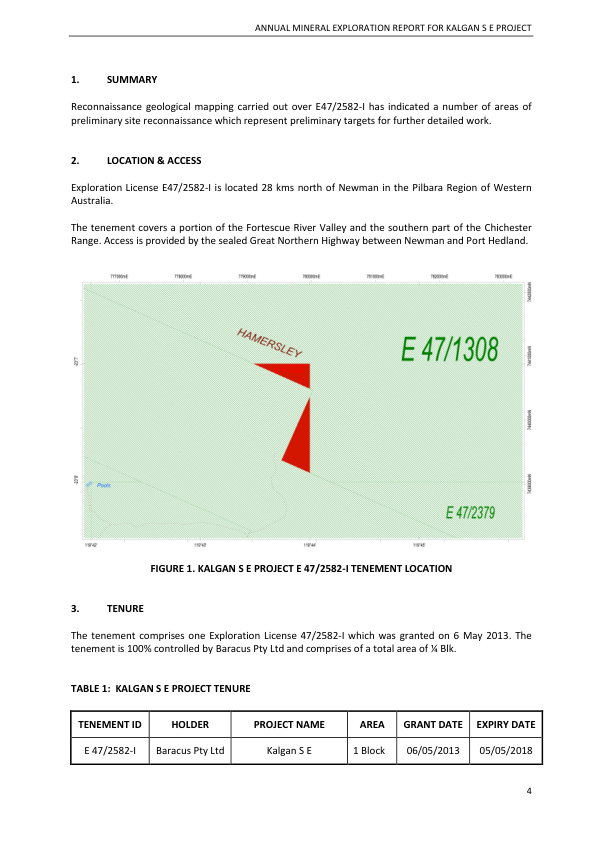 ANNUAL MINERAL EXPLORATION REPORT FOR KALGAN S E PROJECT
1. SUMMARY
Reconnaissance geological mapping carried out over E47/2582-I has indicated a number of areas of
preliminary site reconnaissance which represent preliminary targets for further detailed work.
2. LOCATION & ACCESS
Exploration License E47/2582-I is located 28 kms north of Newman in the Pilbara Region of Western
Australia.
The tenement covers a portion of the Fortescue River Valley and the southern part of the Chichester
Range. Access is provided by the sealed Great Northern Highway between Newman and Port Hedland.
HAMERSLEY
E 47/1308
Pools
E 47/2379
FIGURE 1. KALGAN S E PROJECT E 47/2582-I TENEMENT LOCATION
3. TENURE
The tenement comprises one Exploration License 47/2582-I which was granted on 6 May 2013. The
tenement is 100% controlled by Baracus Pty Ltd and comprises of a total area of ¼ Blk.
TABLE 1: KALGAN S E PROJECT TENURE
TENEMENT ID HOLDER PROJECT NAME AREA GRANT DATE EXPIRY DATE
E 47/2582-I Baracus Pty Ltd Kalgan S E 1 Block 06/05/2013 05/05/2018
4